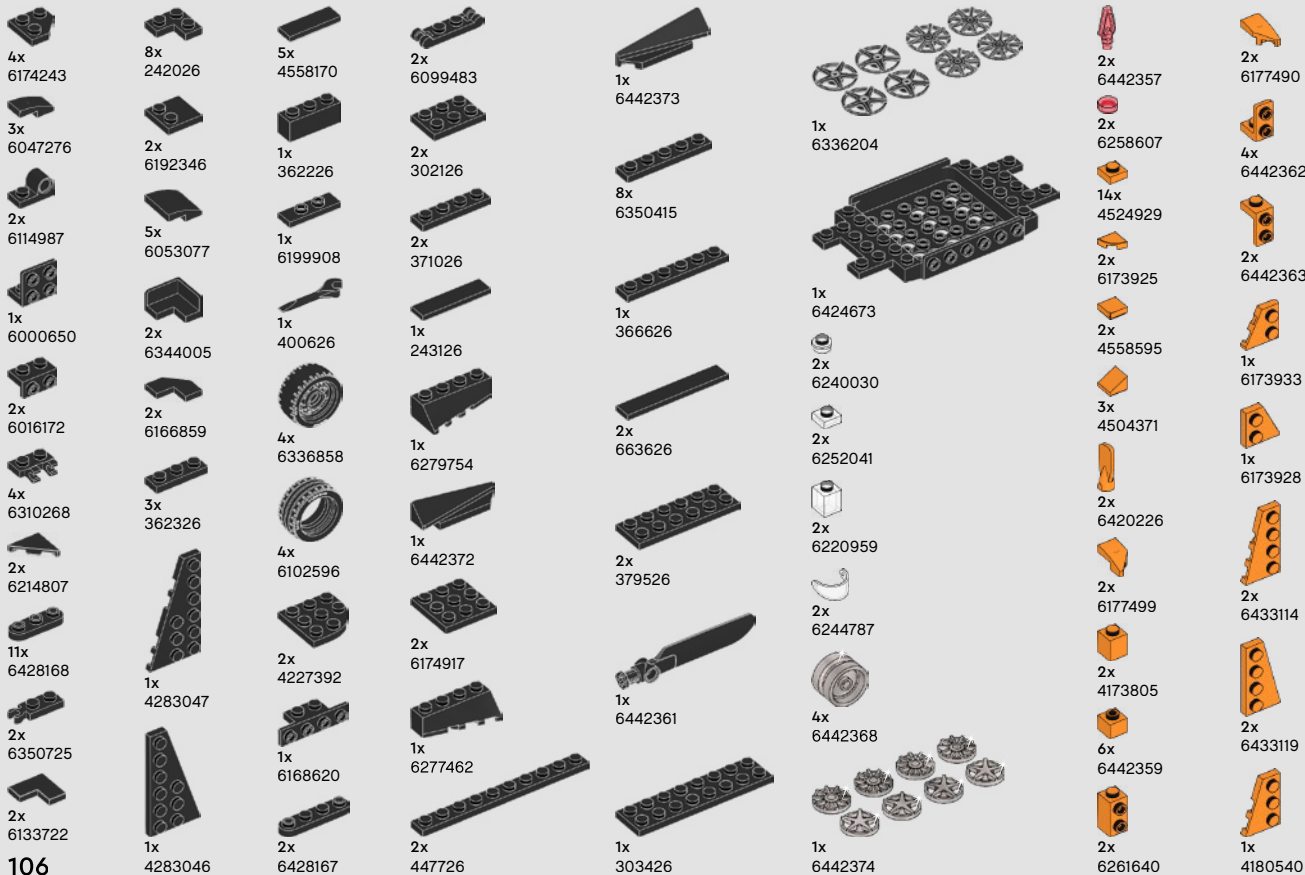 4x
6174243
3x
6047276
2x
6114987
1x
6000650
2x
6016172
4x
6310268
2x
6214807
11x
6428168
2x
6350725
2x
6133722
106
8x
242026
2x
6192346
5x
6053077
2x
6344005
2x
6166859
3x
362326
1x
4283047
1x
4283046
5x
4558170
1x
362226
1x
6199908
1x
400626
4x
6336858
4x
6102596
2x
4227392
1x
6168620
2x
6428167
2x
6099483
2x
302126
2x
371026
1x
243126
1x
6279754
1x
6442372
2x
6174917
1x
6277462
2x
447726
1x
6442373
8x
6350415
1x
366626
2x
663626
2x
379526
1x
6442361
1x
303426
1x
6336204
1x
6424673
2x
6240030
2x
6252041
2x
6220959
2x
6244787
4x
6442368
1x
6442374
2x
6442357
2x
6258607
14x
4524929
2x
6173925
2x
4558595
3x
4504371
2x
6420226
2x
6177499
2x
4173805
6x
6442359
2x
6261640
2x
6177490
4x
6442362
2x
6442363
1x
6173933
1x
6173928
2x
6433114
2x
6433119
1x
4180540